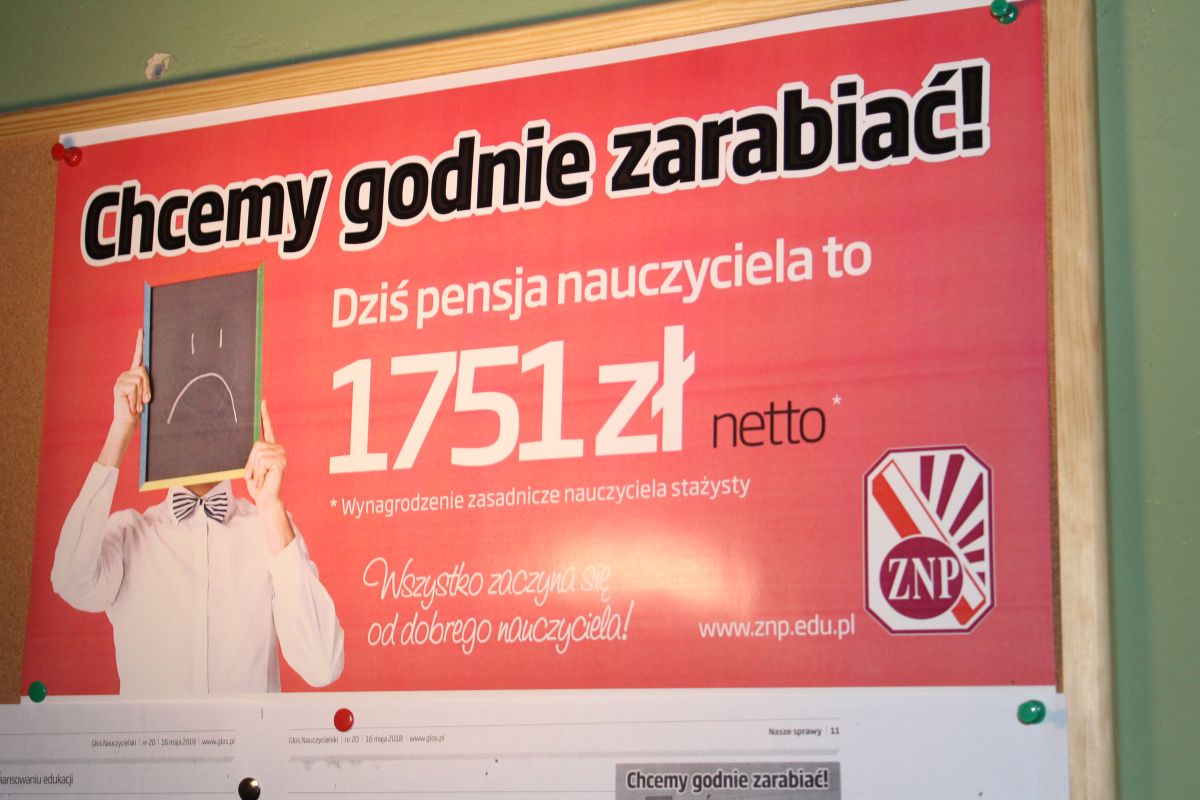 Chcemy godnie zarabiać!
Dziś pensja nauczyciela to
1751 zł netto*
* Wynagrodzenie zasadnicze nauczyciela stażysty
Wszystko zaczyna się
od dobrego nauczyciela!
www.znp.edu.pl
ZNP
Głos Nauczycielski | nr 20 | 16 maja 2018 | www.glos.pl
Głos Nauczycielski | nr 20 | 16 maja 2018 | www.glos.pl
Nasze sprawy | 11
ansowaniu edukacji
Chcemy godnie zarabiać!